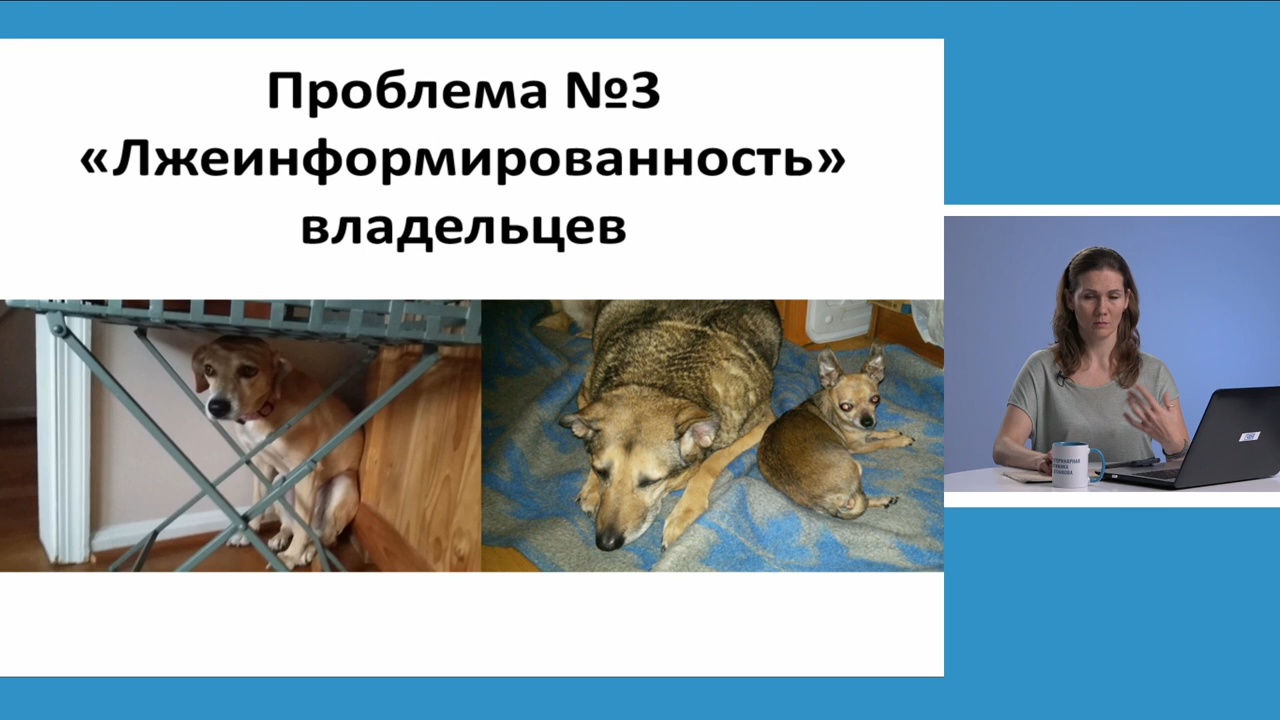 Проблема №3
«Лжеинформированность»
владельцев